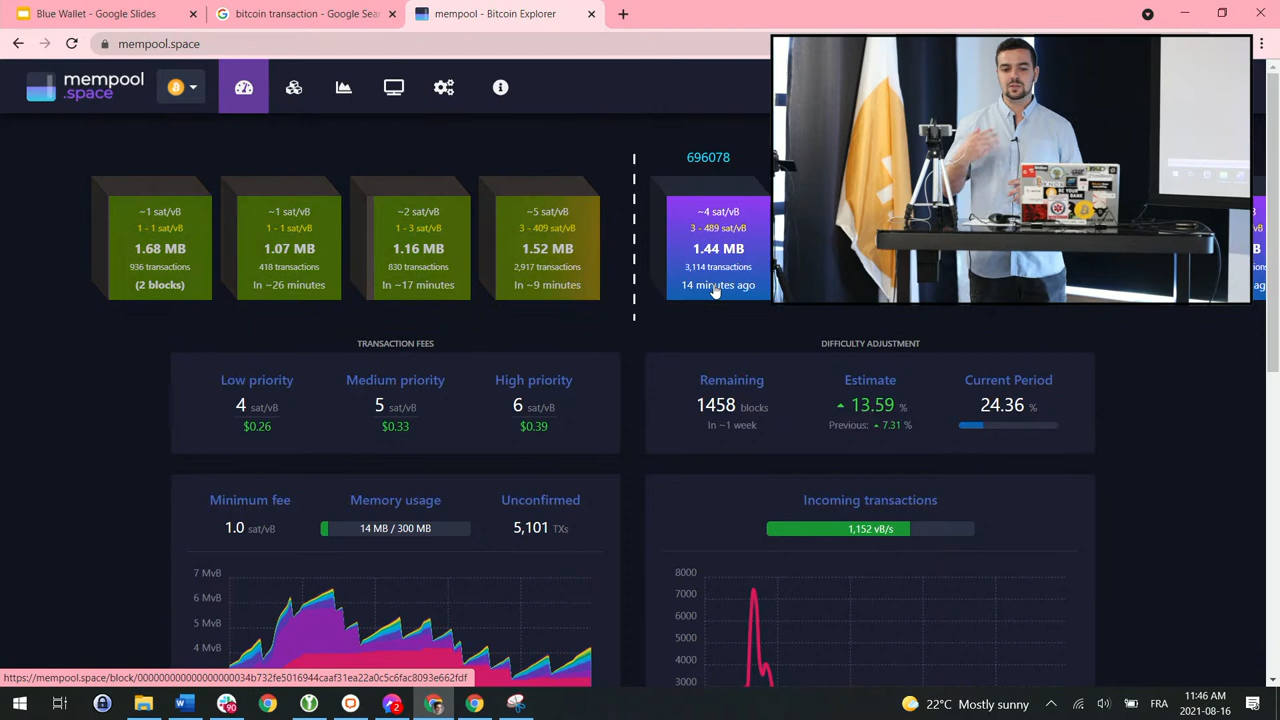 Blue Wallet - Google Slides
bitcoin transaction - Google Sea
mempool - Bitcoin Explorer
mempool.space
mempool
.space
696078
~1 sat/vB
1 - 1 sat/vB
1.68 MB
936 transactions
(2 blocks)
~1 sat/vB
1 - 1 sat/vB
1.07 MB
418 transactions
In ~26 minutes
~2 sat/vB
1 - 3 sat/vB
1.16 MB
830 transactions
In ~17 minutes
~5 sat/vB
3 - 409 sat/vB
1.52 MB
2,917 transactions
In ~9 minutes
~4 sat/vB
3 - 489 sat/vB
1.44 MB
3,114 transactions
14 minutes ago
TRANSACTION FEES
Low priority
4 sat/vB
$0.26
Medium priority
5 sat/vB
$0.33
High priority
6 sat/vB
$0.39
DIFFICULTY ADJUSTMENT
Remaining
1458 blocks
In ~1 week
Estimate
13.59 %
Previous: 7.31 %
Current Period
24.36 %
Minimum fee
1.0 sat/vB
Memory usage
14 MB / 300 MB
Unconfirmed
5,101 TXs
Incoming transactions
1,152 vB/s
7 MvB
6 MvB
5 MvB
4 MvB
8000
7000
6000
5000
4000
3000
22°C Mostly sunny
FRA
11:46 AM
2021-08-16